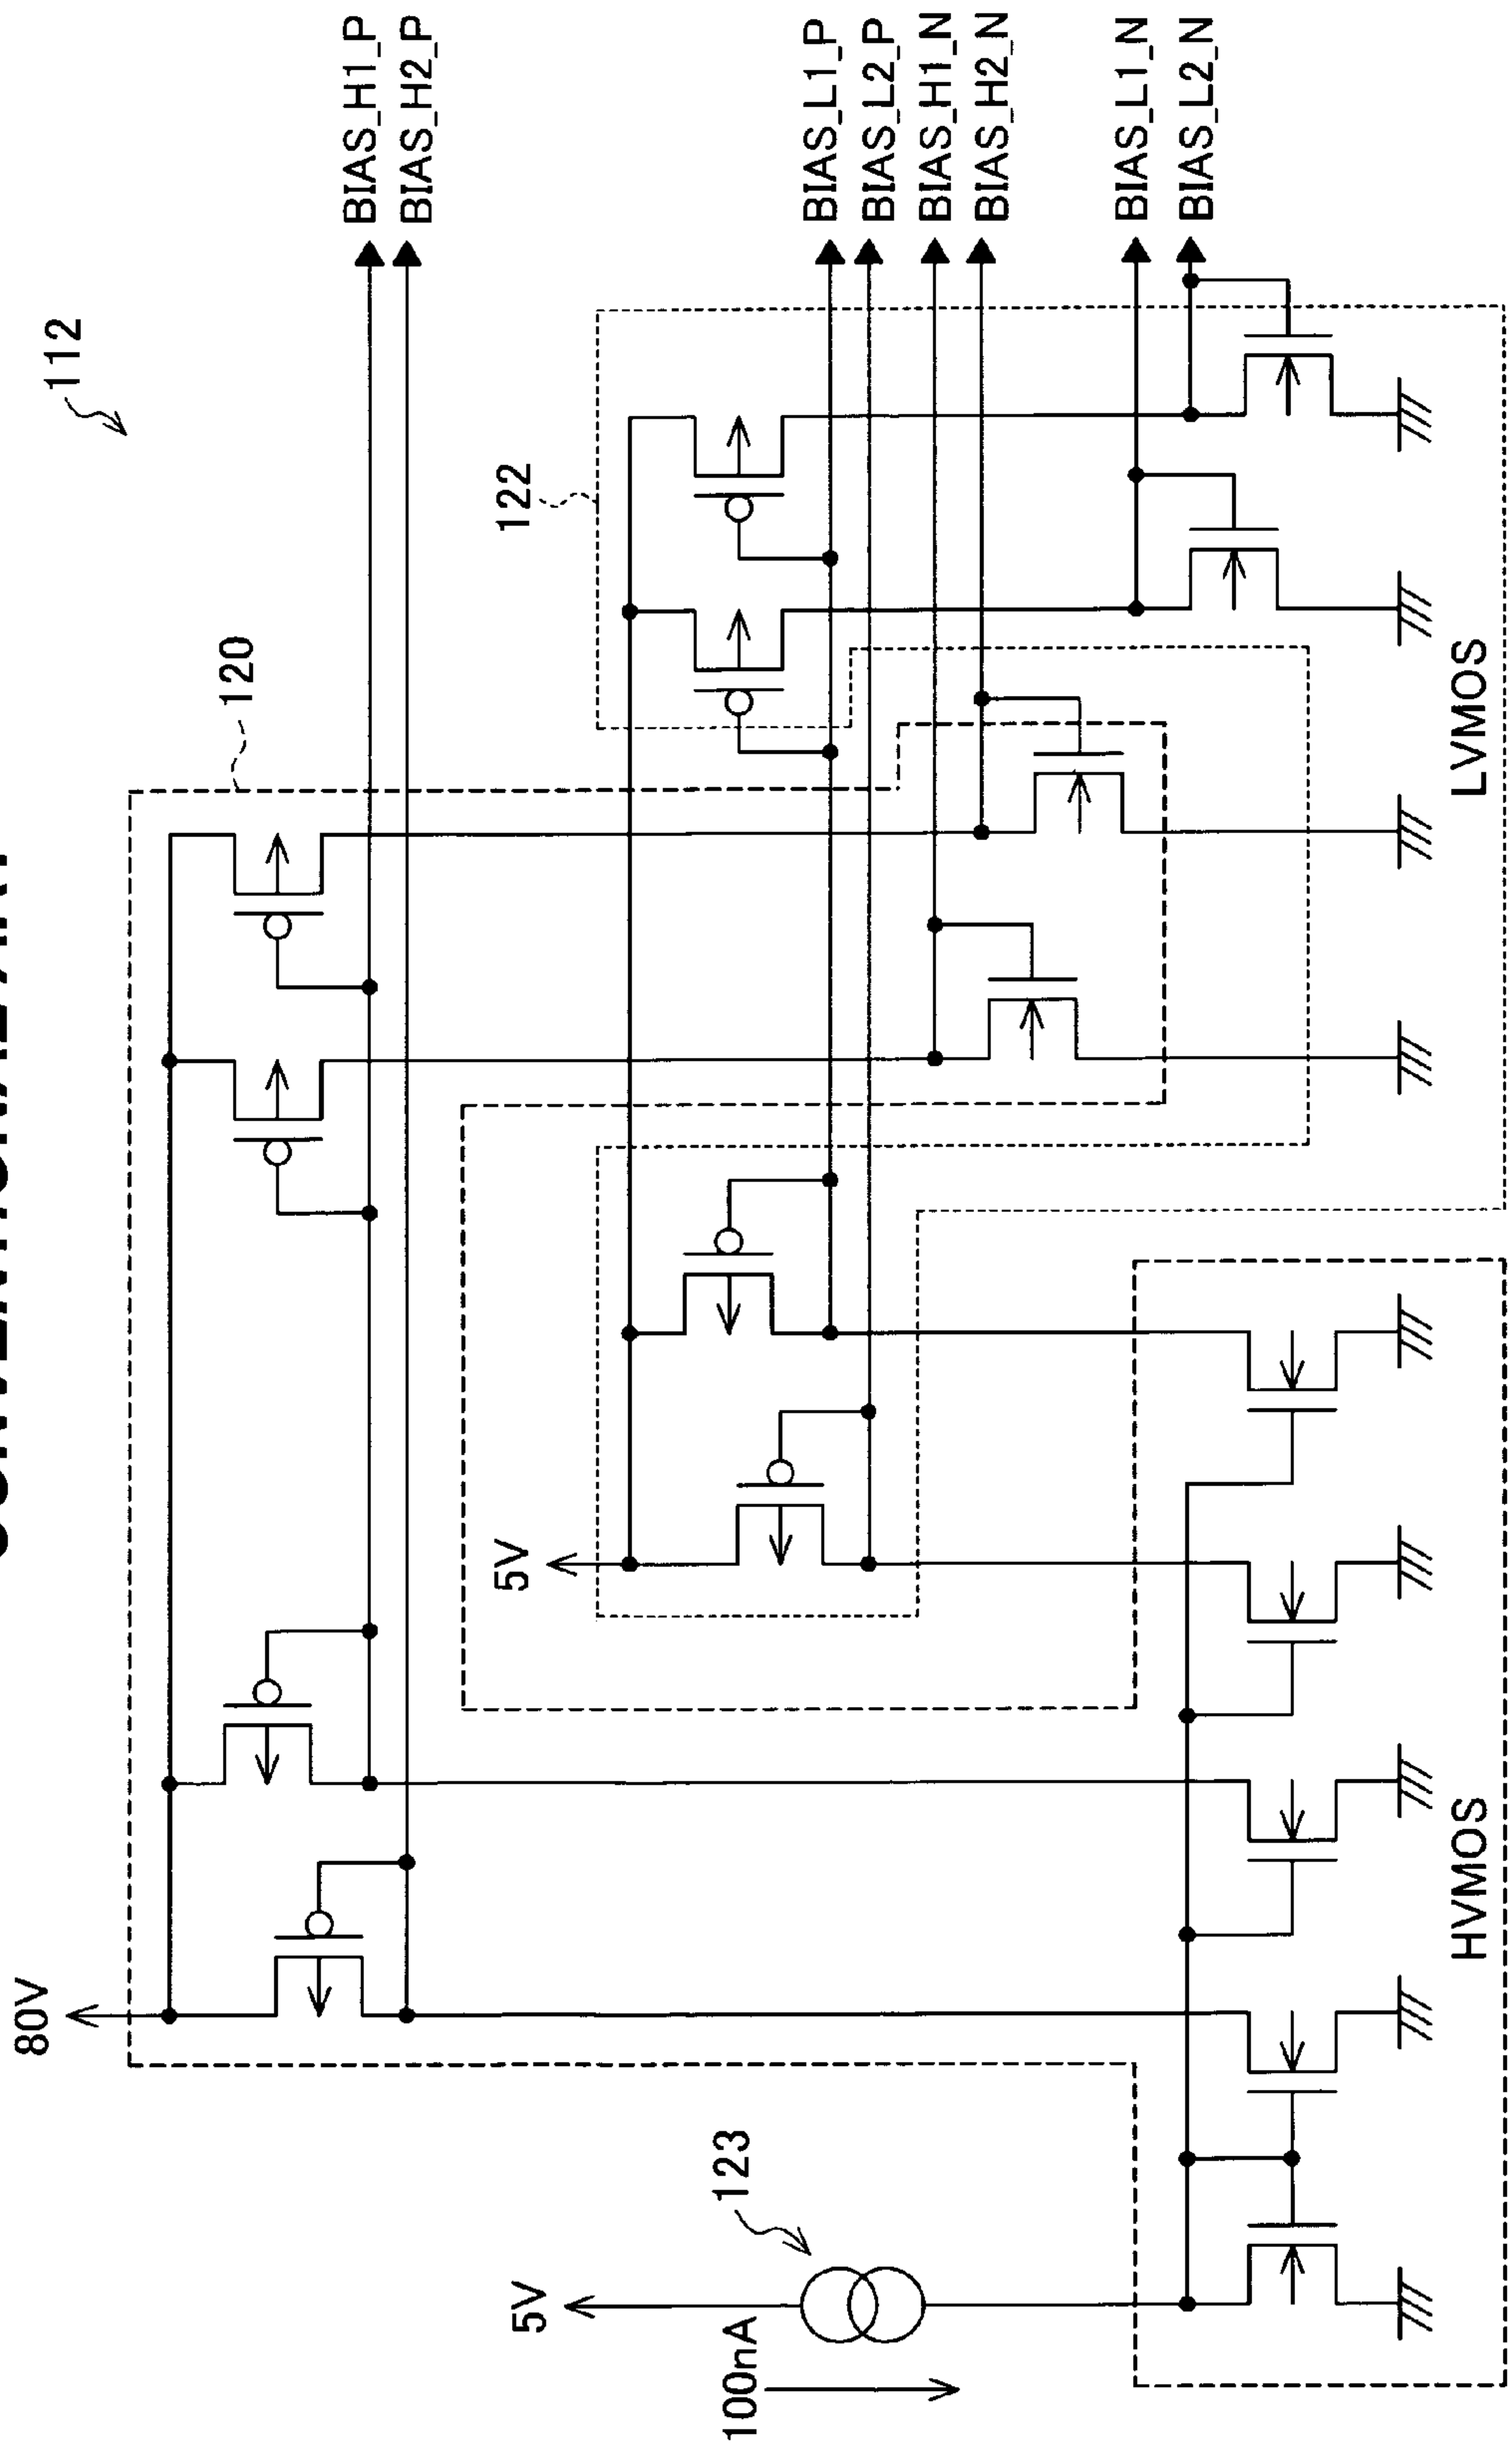 80V
112
120
BIAS_H1_P
BIAS_H2_P
5V
122
5V
123
100nA
BIAS_L1_P
BIAS_L2_P
BIAS_H1_N
BIAS_H2_N
BIAS_L1_N
BIAS_L2_N
HVMOS
LVMOS